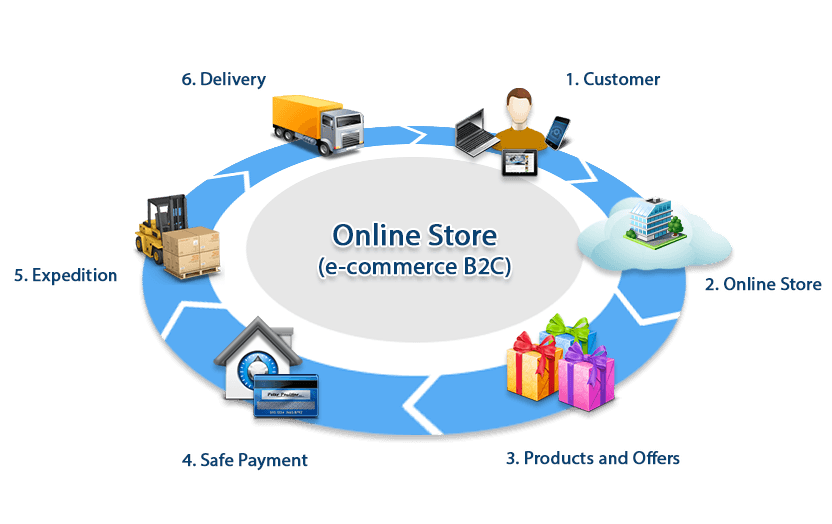 6. Delivery
1. Customer
Online Store
(e-commerce B2C)
5. Expedition
2. Online Store
4. Safe Payment
3. Products and Offers